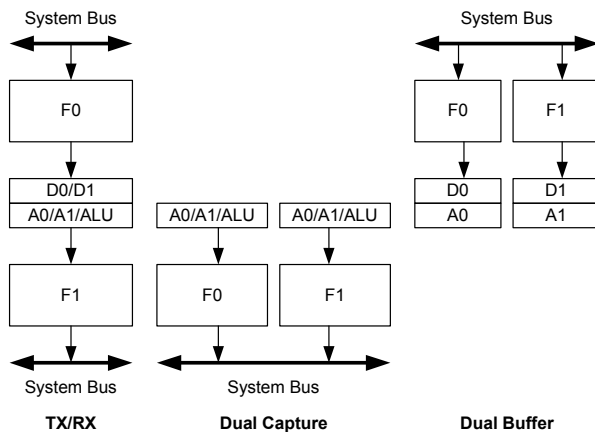 System Bus
System Bus
F0
F0
F1
D0/D1
D0
D1
A0/A1/ALU
A0/A1/ALU
A0/A1/ALU
A0
A1
F1
F0
F1
System Bus
System Bus
TX/RX
Dual Capture
Dual Buffer